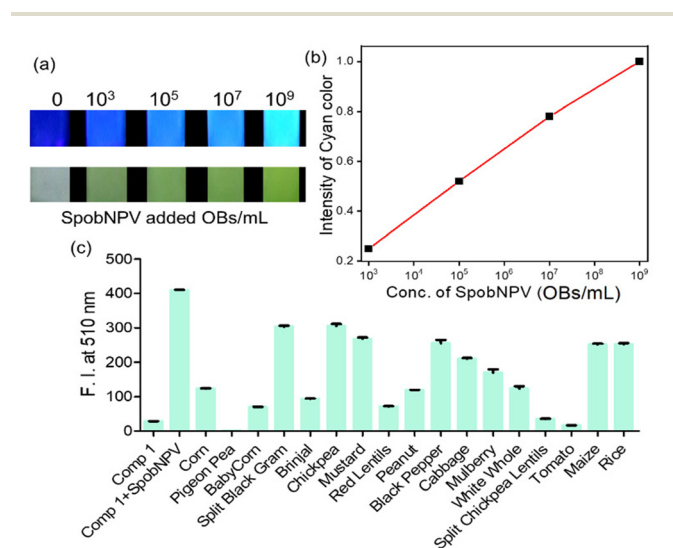 (a)
0 10³ 10⁵ 10⁷ 10⁹
SpobNPV added OBs/mL
(b)
Intensity of Cyan color
1.0
0.8
0.6
0.4
0.2
10³ 10⁴ 10⁵ 10⁶ 10⁷ 10⁸ 10⁹
Conc. of SpobNPV (OBs/mL)
(c)
F. I. at 510 nm
500
400
300
200
100
0
Comp 1
Comp 1+SpobNPV
Corn
Pigeon Pea
BabyCorn
Split Black Gram
Brinjal
Chickpea
Mustard
Red Lentils
Peanut
Black Pepper
Cabbage
Mulberry
White Whole
Split Chickpea Lentils
Tomato
Maize
Rice